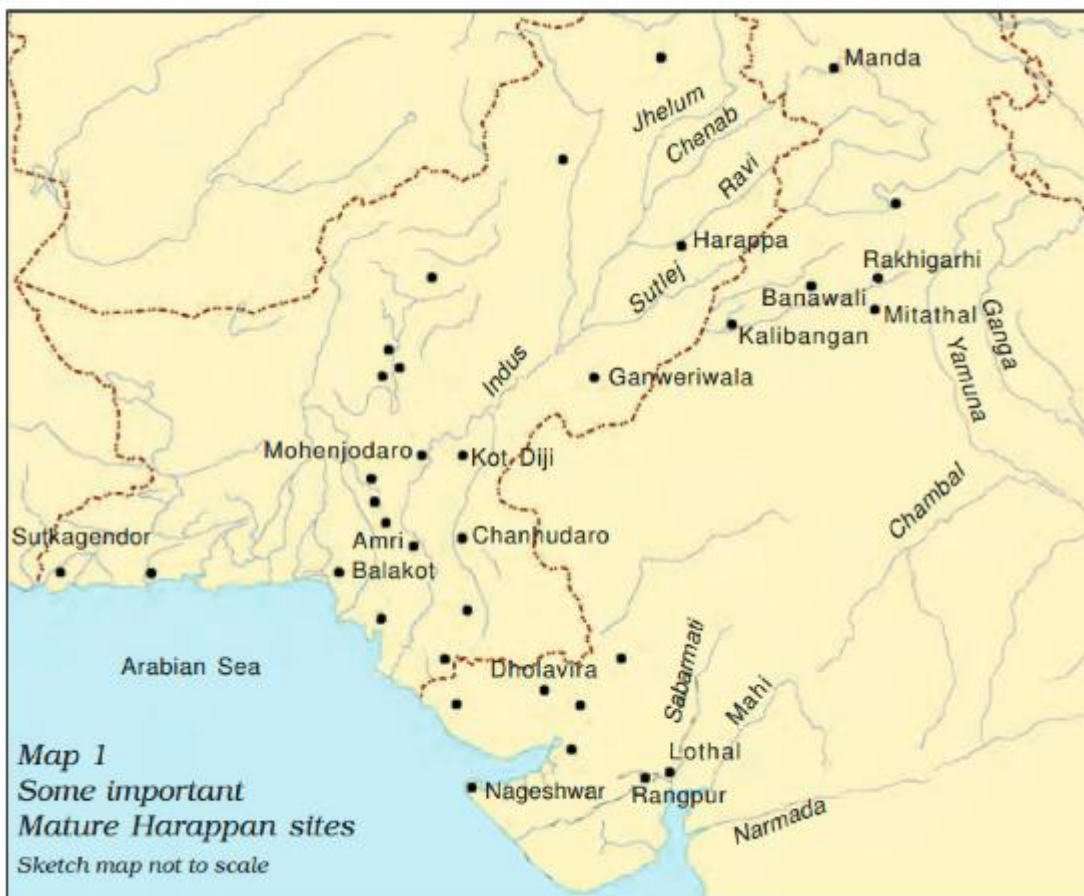 Manda
Jhelum
Chenab
Ravi
Harappa
Rakhigarhi
Sutlej
Banawali
Mitathal
Ganga
Kalibangan
Yamuna
Indus
Ganweriwala
Mohenjodaro
Kot Diji
Chambal
Sutkagendor
Amri
Chanhudaro
Balakot
Arabian Sea
Dholavira
Sabarmati
Mahi
Lothal
Nageshwar
Rangpur
Narmada
Map 1
Some important
Mature Harappan sites
Sketch map not to scale